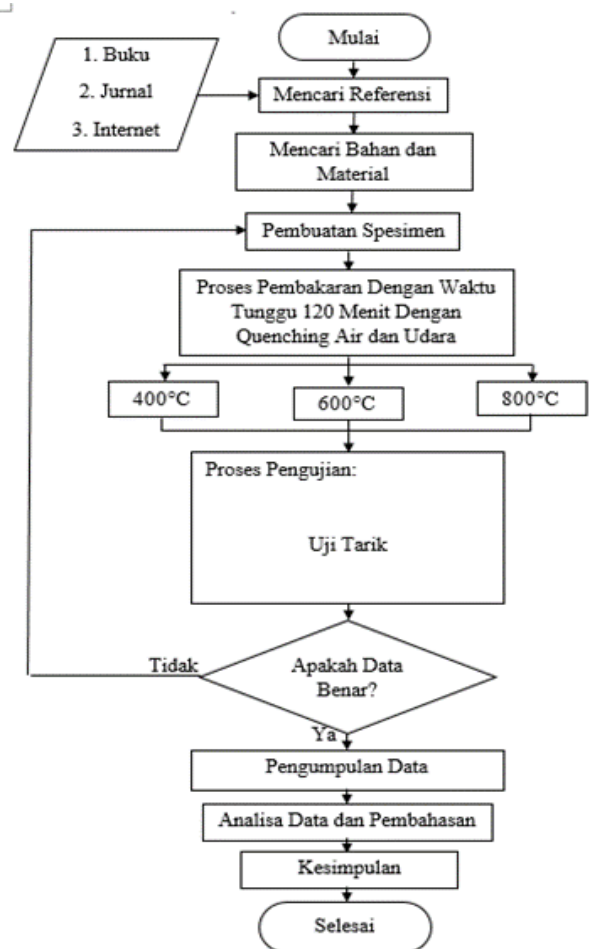 Mulai
1. Buku
2. Jurnal
3. Internet
Mencari Referensi
Mencari Bahan dan
Material
Pembuatan Spesimen
Proses Pembakaran Dengan Waktu
Tunggu 120 Menit Dengan
Quenching Air dan Udara
400°C
600°C
800°C
Proses Pengujian:
Uji Tarik
Apakah Data
Benar?
Tidak
Ya
Pengumpulan Data
Analisa Data dan Pembahasan
Kesimpulan
Selesai